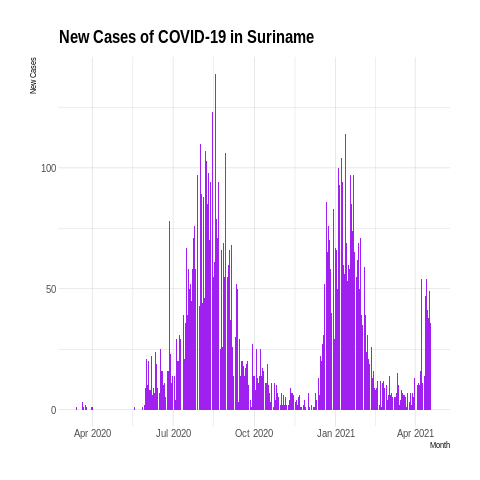 New Cases of COVID-19 in Suriname
New Cases
100
50
0
Apr 2020 Jul 2020 Oct 2020 Jan 2021 Apr 2021
Month